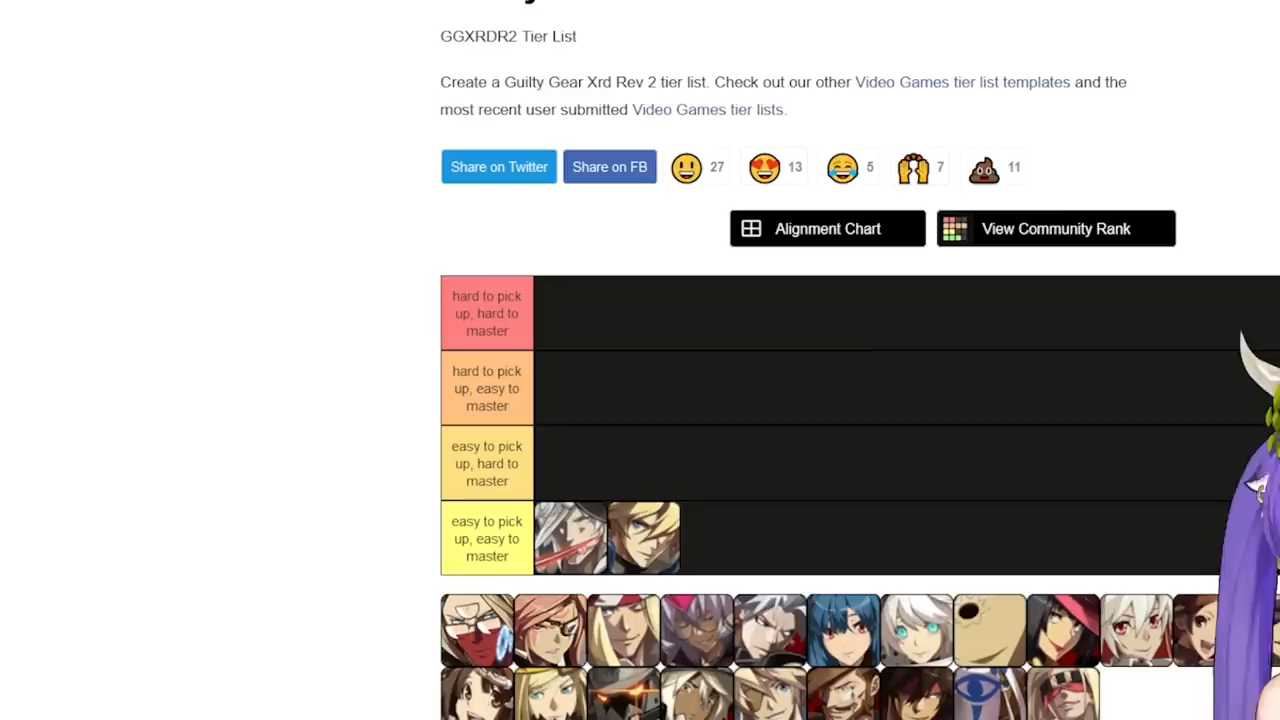 GGXRDR2 Tier List
Create a Guilty Gear Xrd Rev 2 tier list. Check out our other Video Games tier list templates and the
most recent user submitted Video Games tier lists.
Share on Twitter Share on FB 27 13 5 7 11
Alignment Chart View Community Rank
hard to pick
up, hard to
master
hard to pick
up, easy to
master
easy to pick
up, hard to
master
easy to pick
up, easy to
master